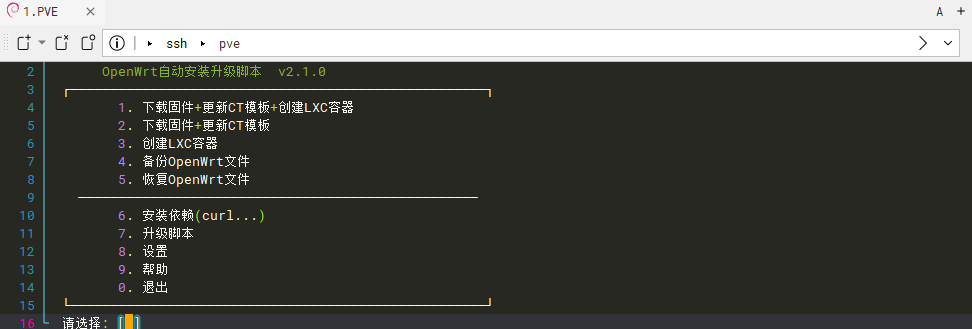 1.PVE
A
ssh pve
2 OpenWrt自动安装升级脚本 v2.1.0
3
4 1. 下载固件+更新CT模板+创建LXC容器
5 2. 下载固件+更新CT模板
6 3. 创建LXC容器
7 4. 备份OpenWrt文件
8 5. 恢复OpenWrt文件
9
10 6. 安装依赖(curl...)
11 7. 升级脚本
12 8. 设置
13 9. 帮助
14 0. 退出
15
16 请选择: [ ]